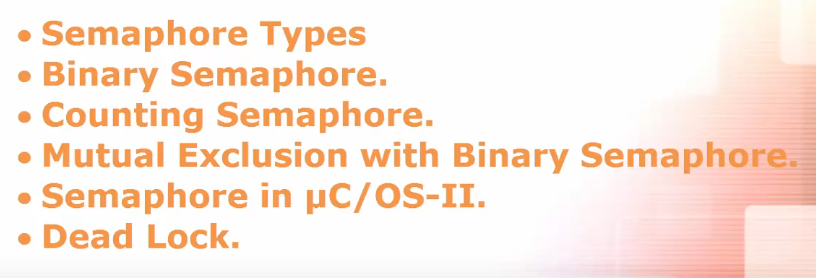 • Semaphore Types
• Binary Semaphore.
• Counting Semaphore.
• Mutual Exclusion with Binary Semaphore.
• Semaphore in µC/OS-II.
• Dead Lock.